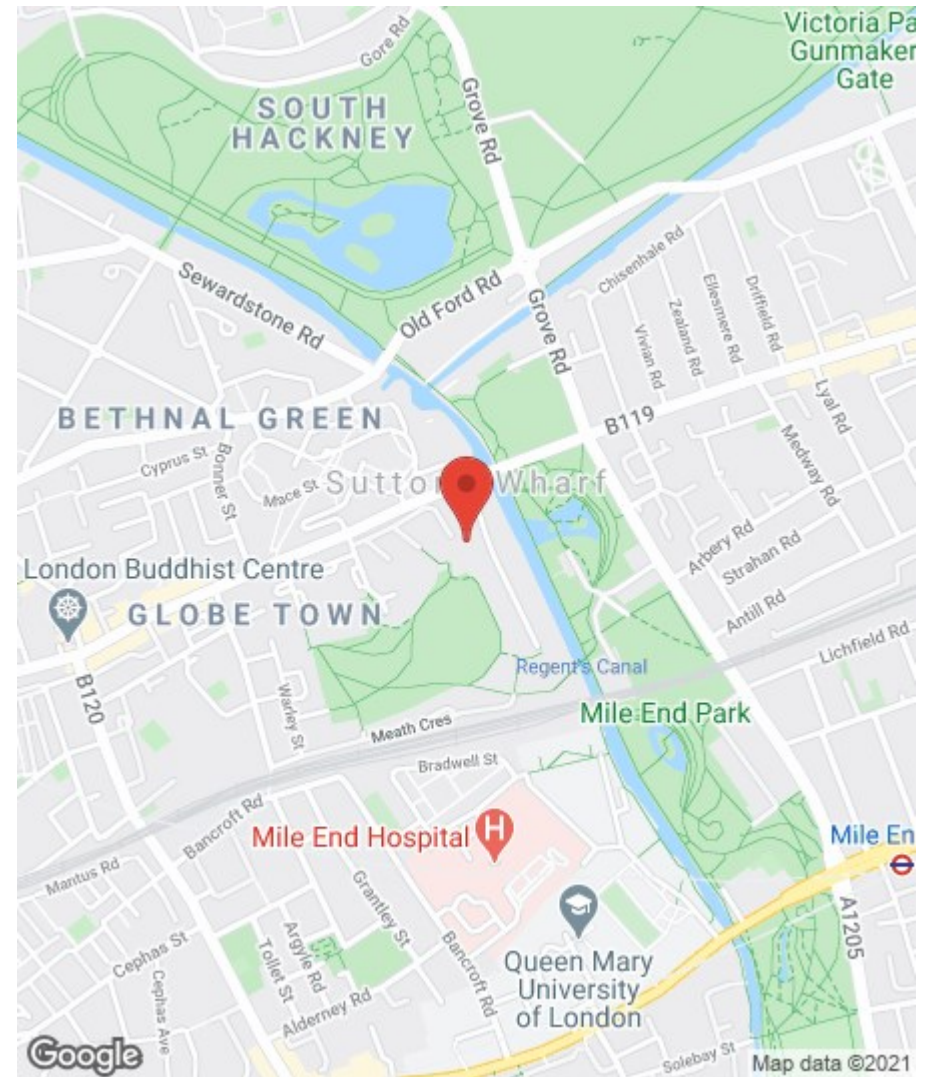 Victoria Pa
Gunmaker
Gate
Gore Rd
Grove Rd
SOUTH
HACKNEY
Chisenhale Rd
Sewardstone Rd
Old Ford Rd
Grove Rd
Driffield Rd
Ellesmere Rd
Zealand Rd
Vivian Rd
BETHNAL GREEN
B119
Lyal Rd
Medway Rd
Cyprus St
Bonner St
Mace St
Sutto Wharf
Arbery Rd
Strahan Rd
London Buddhist Centre
GLOBE TOWN
Antill Rd
Lichfield Rd
B120
Regent's Canal
Warley St
Mile End Park
Meath Cres
Bradwell St
Bancroft Rd
Mile End Hospital
H
Mile En
Mantus Rd
Grantley St
A1205
Cephas St
Argyle Rd
Tollet St
Bancroft Rd
Queen Mary
University
of London
Cephas Ave
Alderney Rd
Solebay St
Google
Map data ©2021